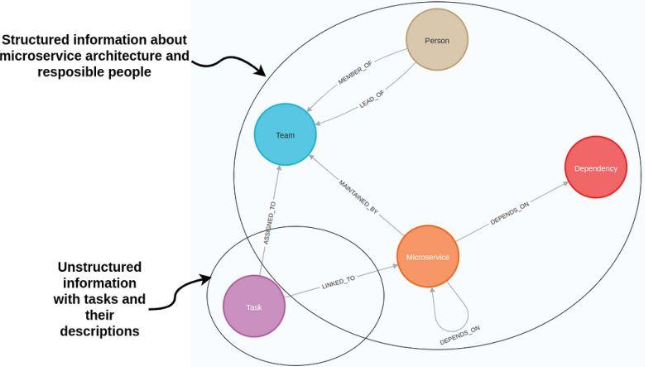 Structured information about
microservice architecture and
resposible people
Person
MEMBER_OF
LEAD_OF
Team
Dependency
MAINTAINED_BY
DEPENDS_ON
ASSIGNED_TO
Microservice
Unstructured
information
with tasks and
their
descriptions
LINKED_TO
Task
DEPENDS_ON